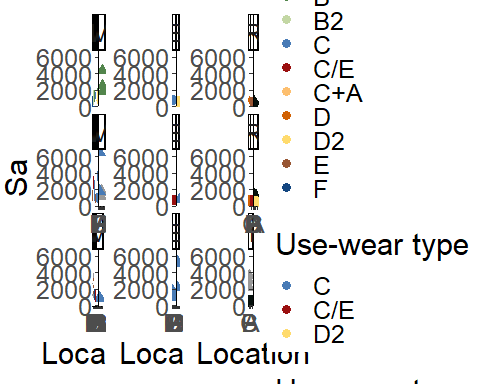 B2
C
C/E
C+A
D
D2
E
F
6000 6000 6000
4000 4000 4000
2000 2000 2000
0 0 0
6000 6000 6000
4000 4000 4000
2000 2000 2000
0 0 0
6000 6000 6000
4000 4000 4000
2000 2000 2000
0 0 0
Sa
Loca Loca Location
Use-wear type
C
C/E
D2